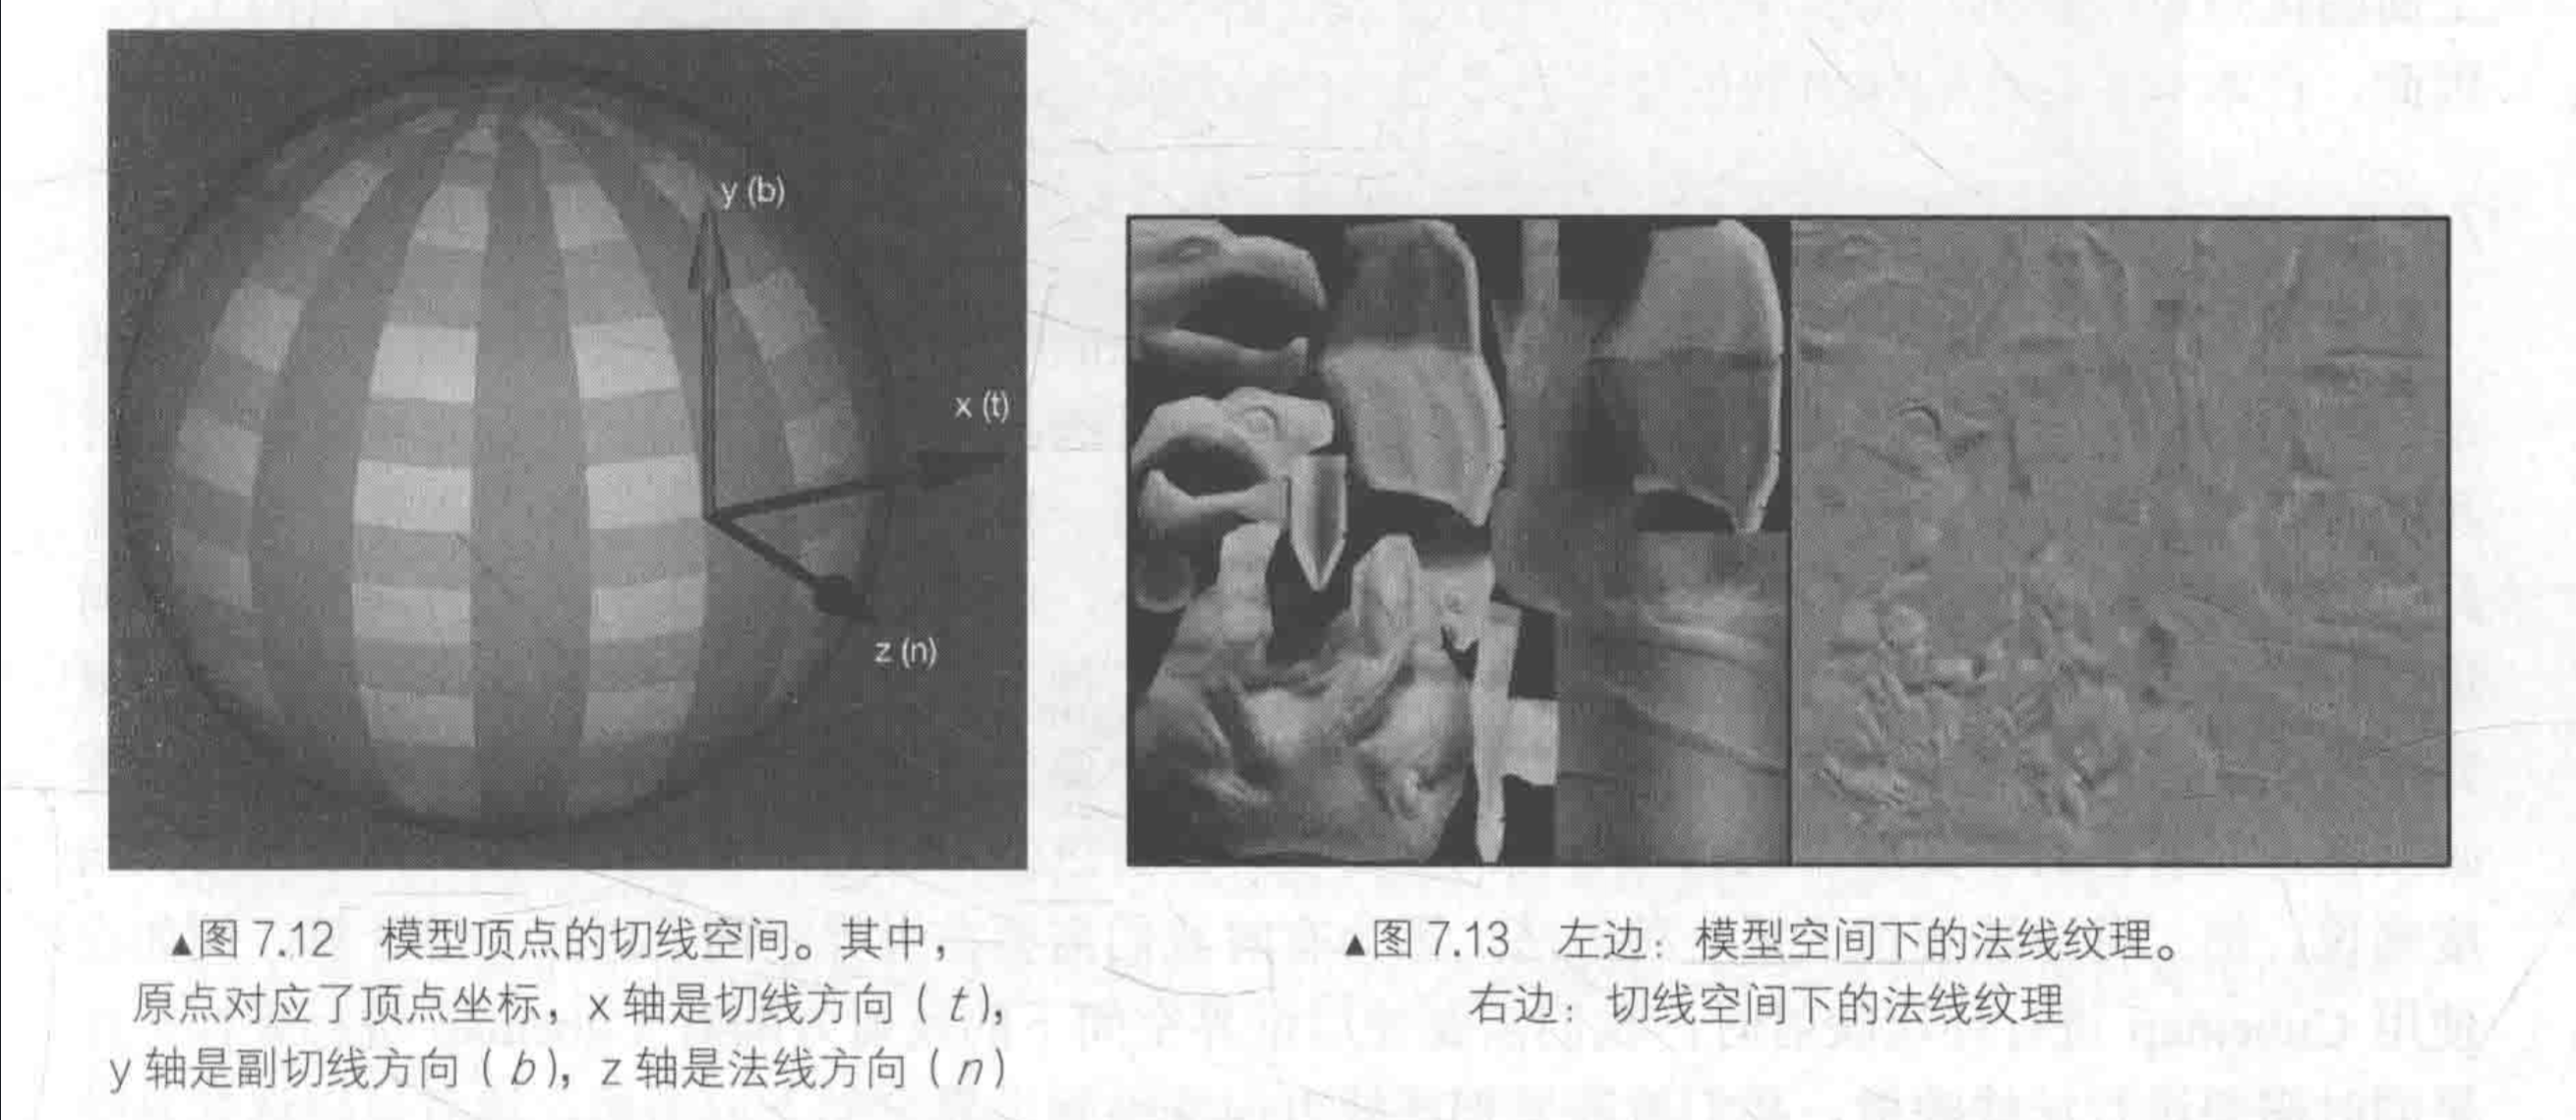 y (b)
x (t)
z (n)
▲图 7.12 模型顶点的切线空间。其中，
原点对应了顶点坐标，x 轴是切线方向（t），
y 轴是副切线方向（b），z 轴是法线方向（n）
▲图 7.13 左边：模型空间下的法线纹理。
右边：切线空间下的法线纹理